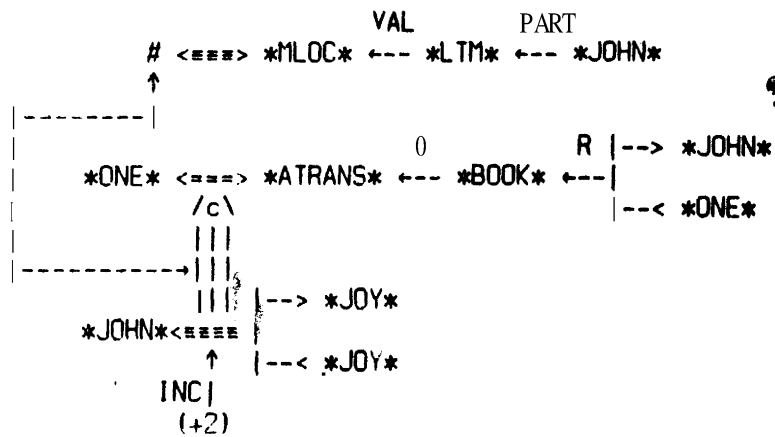 VAL PART
# <≡≡≡> *MLOC* ←--- *LTM* ←--- *JOHN*
↑
|-------|
0 R |--> *JOHN*
*ONE* <≡≡≡> *ATRANS* ←--- *BOOK* ←--|
/c\ |--< *ONE*
|||
|----------→ |||
||| |--> *JOY*
*JOHN*<≡≡≡≡ |
↑ |--< *JOY*
INC|
(+2)